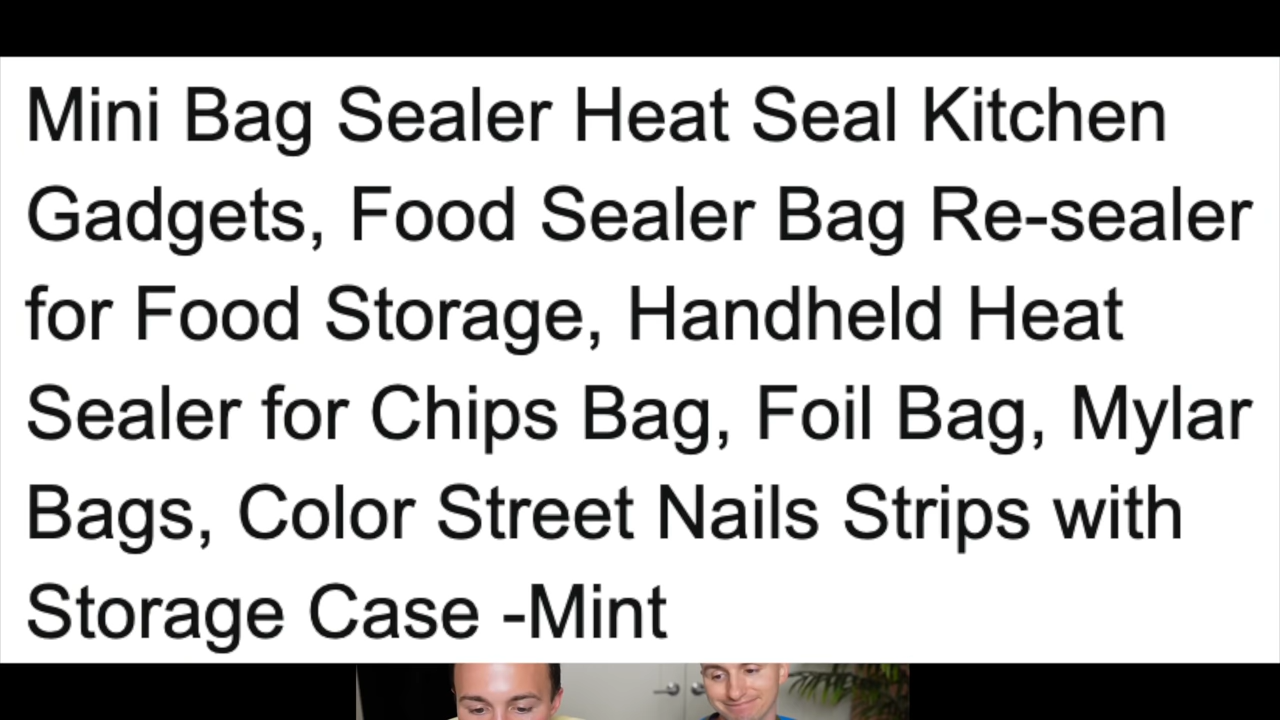 Mini Bag Sealer Heat Seal Kitchen
Gadgets, Food Sealer Bag Re-sealer
for Food Storage, Handheld Heat
Sealer for Chips Bag, Foil Bag, Mylar
Bags, Color Street Nails Strips with
Storage Case -Mint